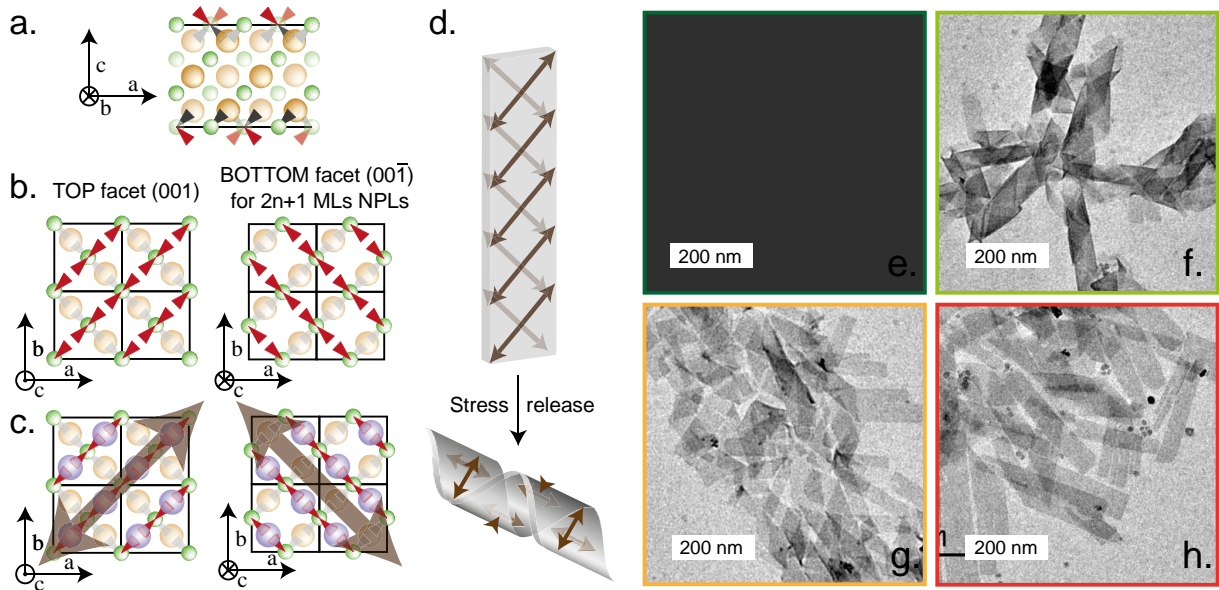 a.
c
a
b
b.
TOP facet (001)
BOTTOM facet (001̅)
for 2n+1 MLs NPLs
b
a
c
b
a
c
c.
b
a
c
b
a
c
d.
Stress
release
200 nm
e.
200 nm
f.
200 nm
g.
200 nm
h.